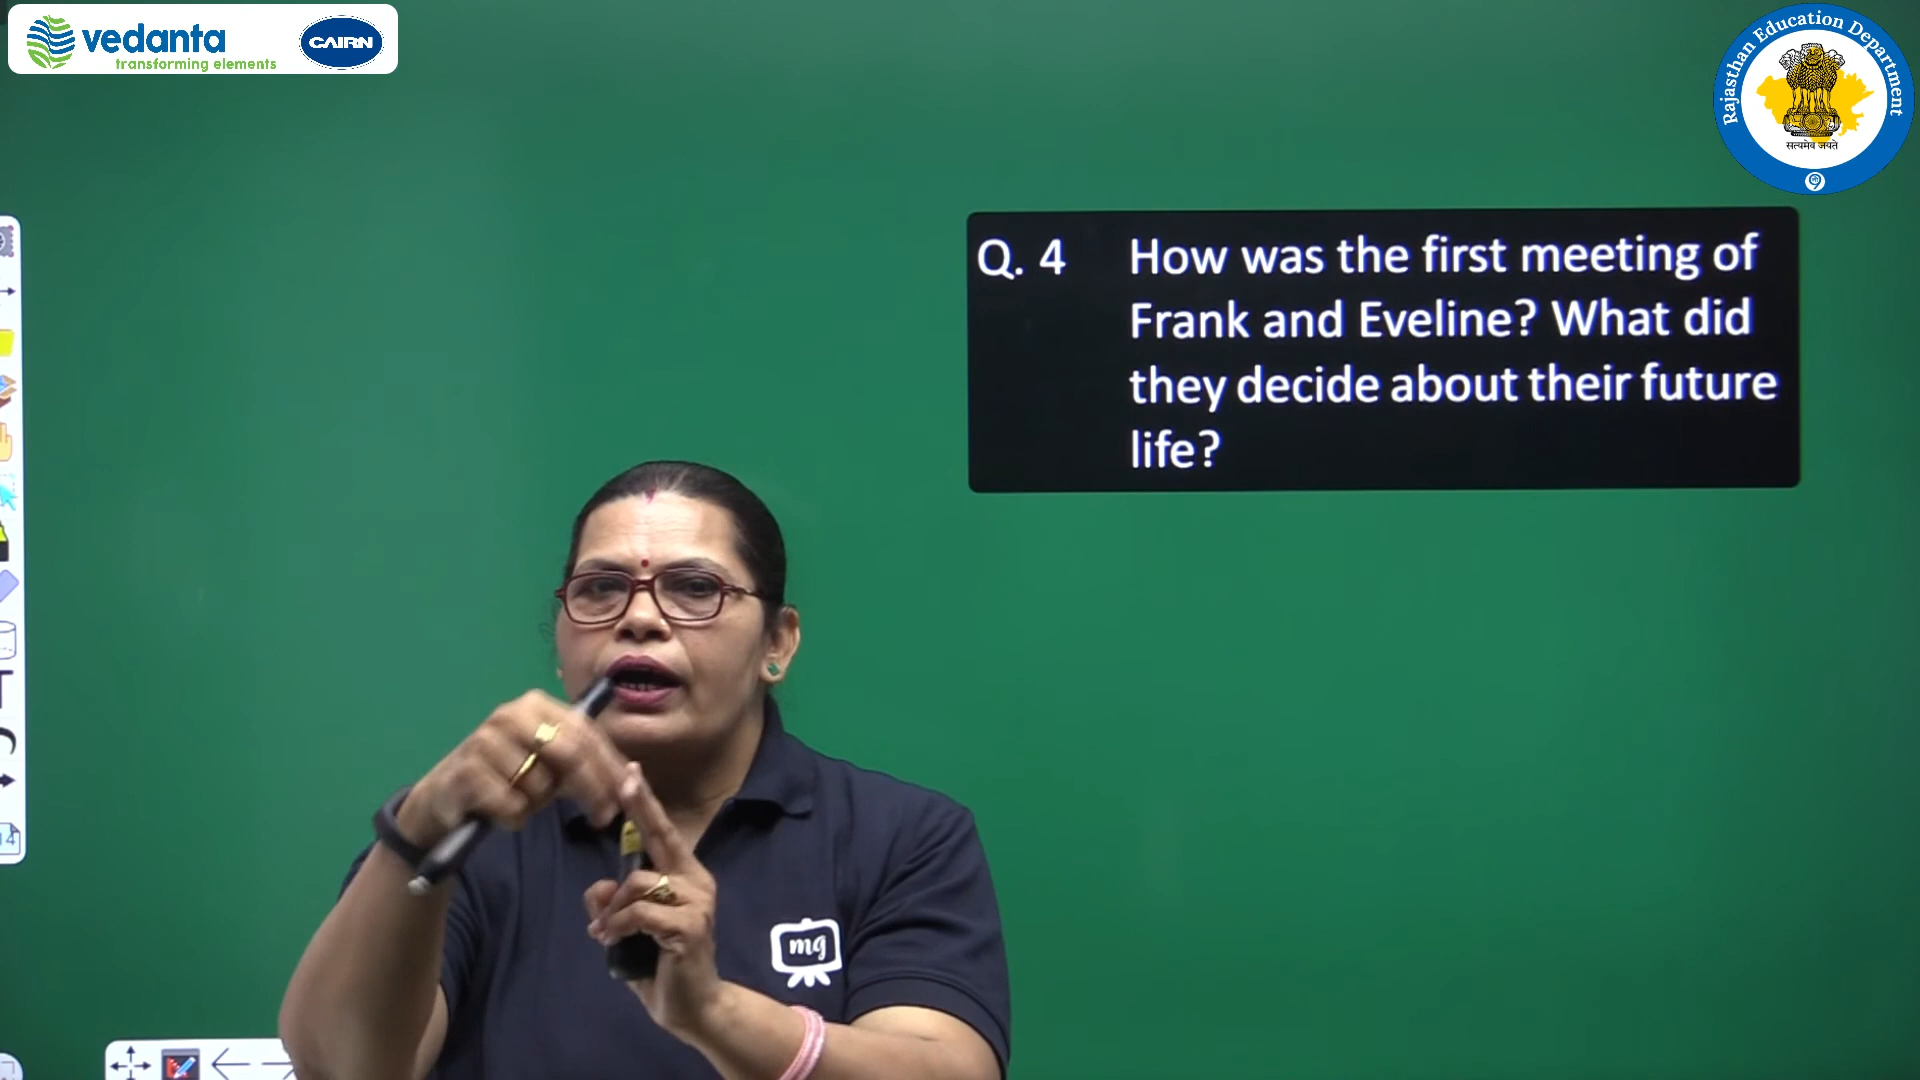 vedanta
transforming elements
CAIRN
Rajasthan Education Department
सत्यमेव जयते
Q. 4 How was the first meeting of
Frank and Eveline? What did
they decide about their future
life?
T
14
mg